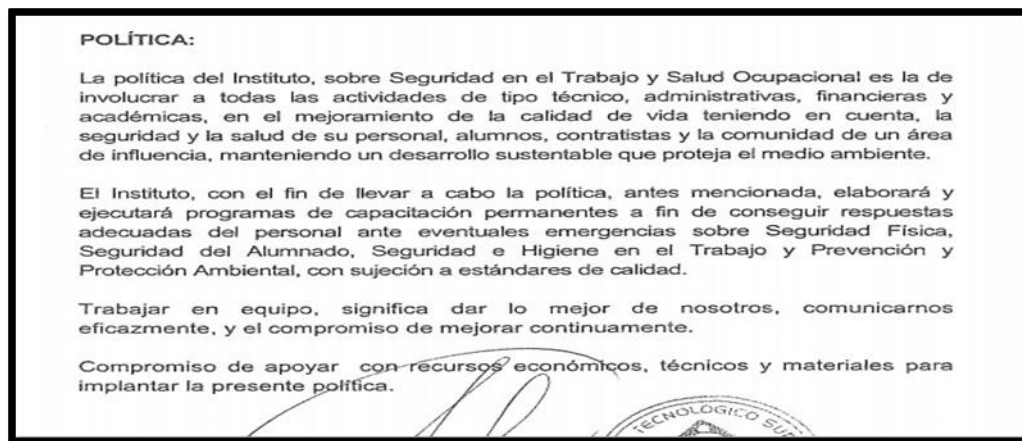 POLÍTICA:
La política del Instituto, sobre Seguridad en el Trabajo y Salud Ocupacional es la de
involucrar a todas las actividades de tipo técnico, administrativas, financieras y
académicas, en el mejoramiento de la calidad de vida teniendo en cuenta, la
seguridad y la salud de su personal, alumnos, contratistas y la comunidad de un área
de influencia, manteniendo un desarrollo sustentable que proteja el medio ambiente.
El Instituto, con el fin de llevar a cabo la política, antes mencionada, elaborará y
ejecutará programas de capacitación permanentes a fin de conseguir respuestas
adecuadas del personal ante eventuales emergencias sobre Seguridad Física,
Seguridad del Alumnado, Seguridad e Higiene en el Trabajo y Prevención y
Protección Ambiental, con sujeción a estándares de calidad.
Trabajar en equipo, significa dar lo mejor de nosotros, comunicarnos
eficazmente, y el compromiso de mejorar continuamente.
Compromiso de apoyar con recursos económicos, técnicos y materiales para
implantar la presente política.
TECNOLÓGICO